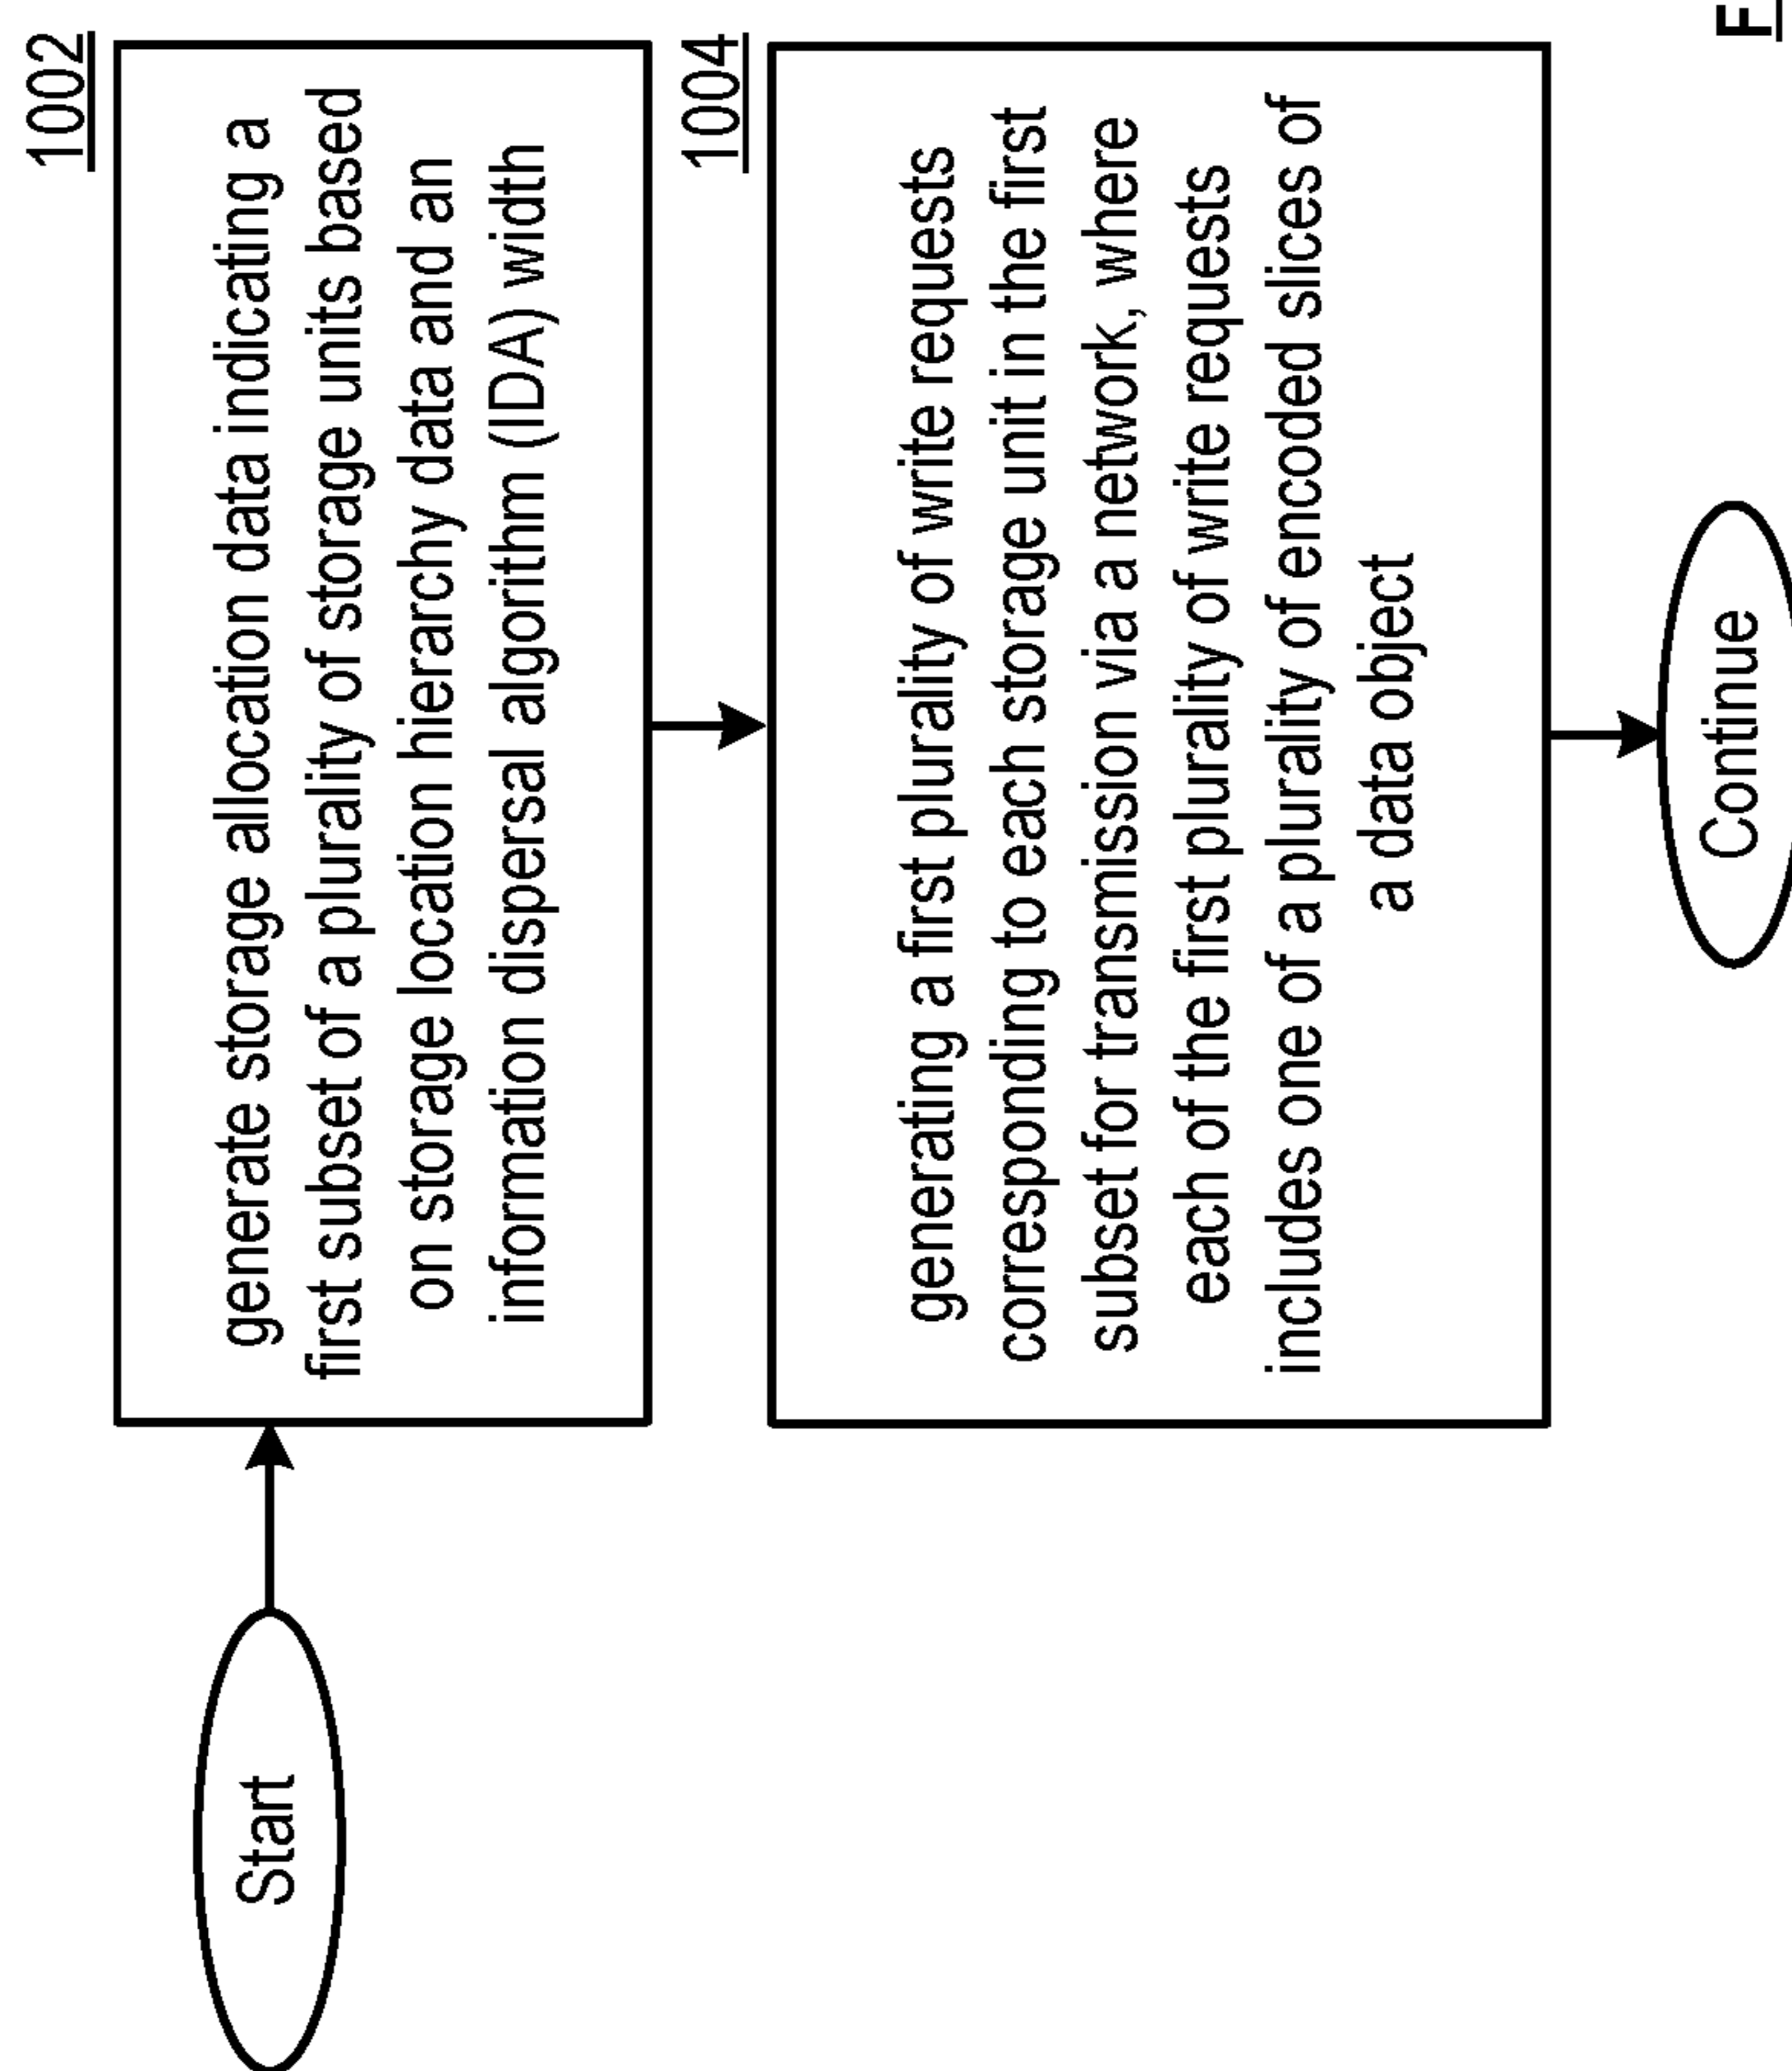 1002
Start
generate storage allocation data indicating a
first subset of a plurality of storage units based
on storage location hierarchy data and an
information dispersal algorithm (IDA) width
1004
generating a first plurality of write requests
corresponding to each storage unit in the first
subset for transmission via a network, where
each of the first plurality of write requests
includes one of a plurality of encoded slices of
a data object
Continue
F